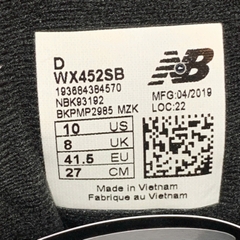 D
WX452SB
193684384570
NBK93192
BKPMP2985 MZK
NB
MFG:04/2019
LOC:22
10 US
8 UK
41.5 EU
27 CM
Made in Vietnam
Fabriqué au Vietnam